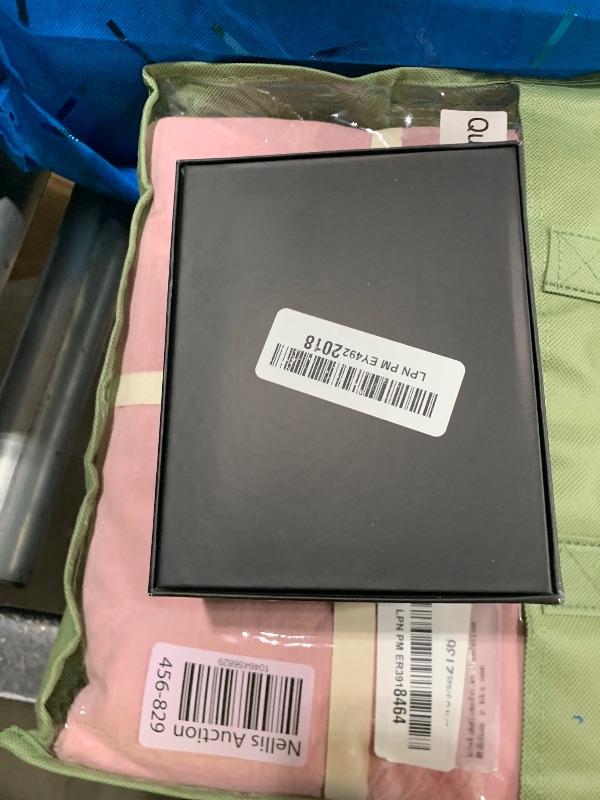 Qu
LPN PM EY4922018
LPN PM ER3918464
1046456829
456-829
Nellis Auction